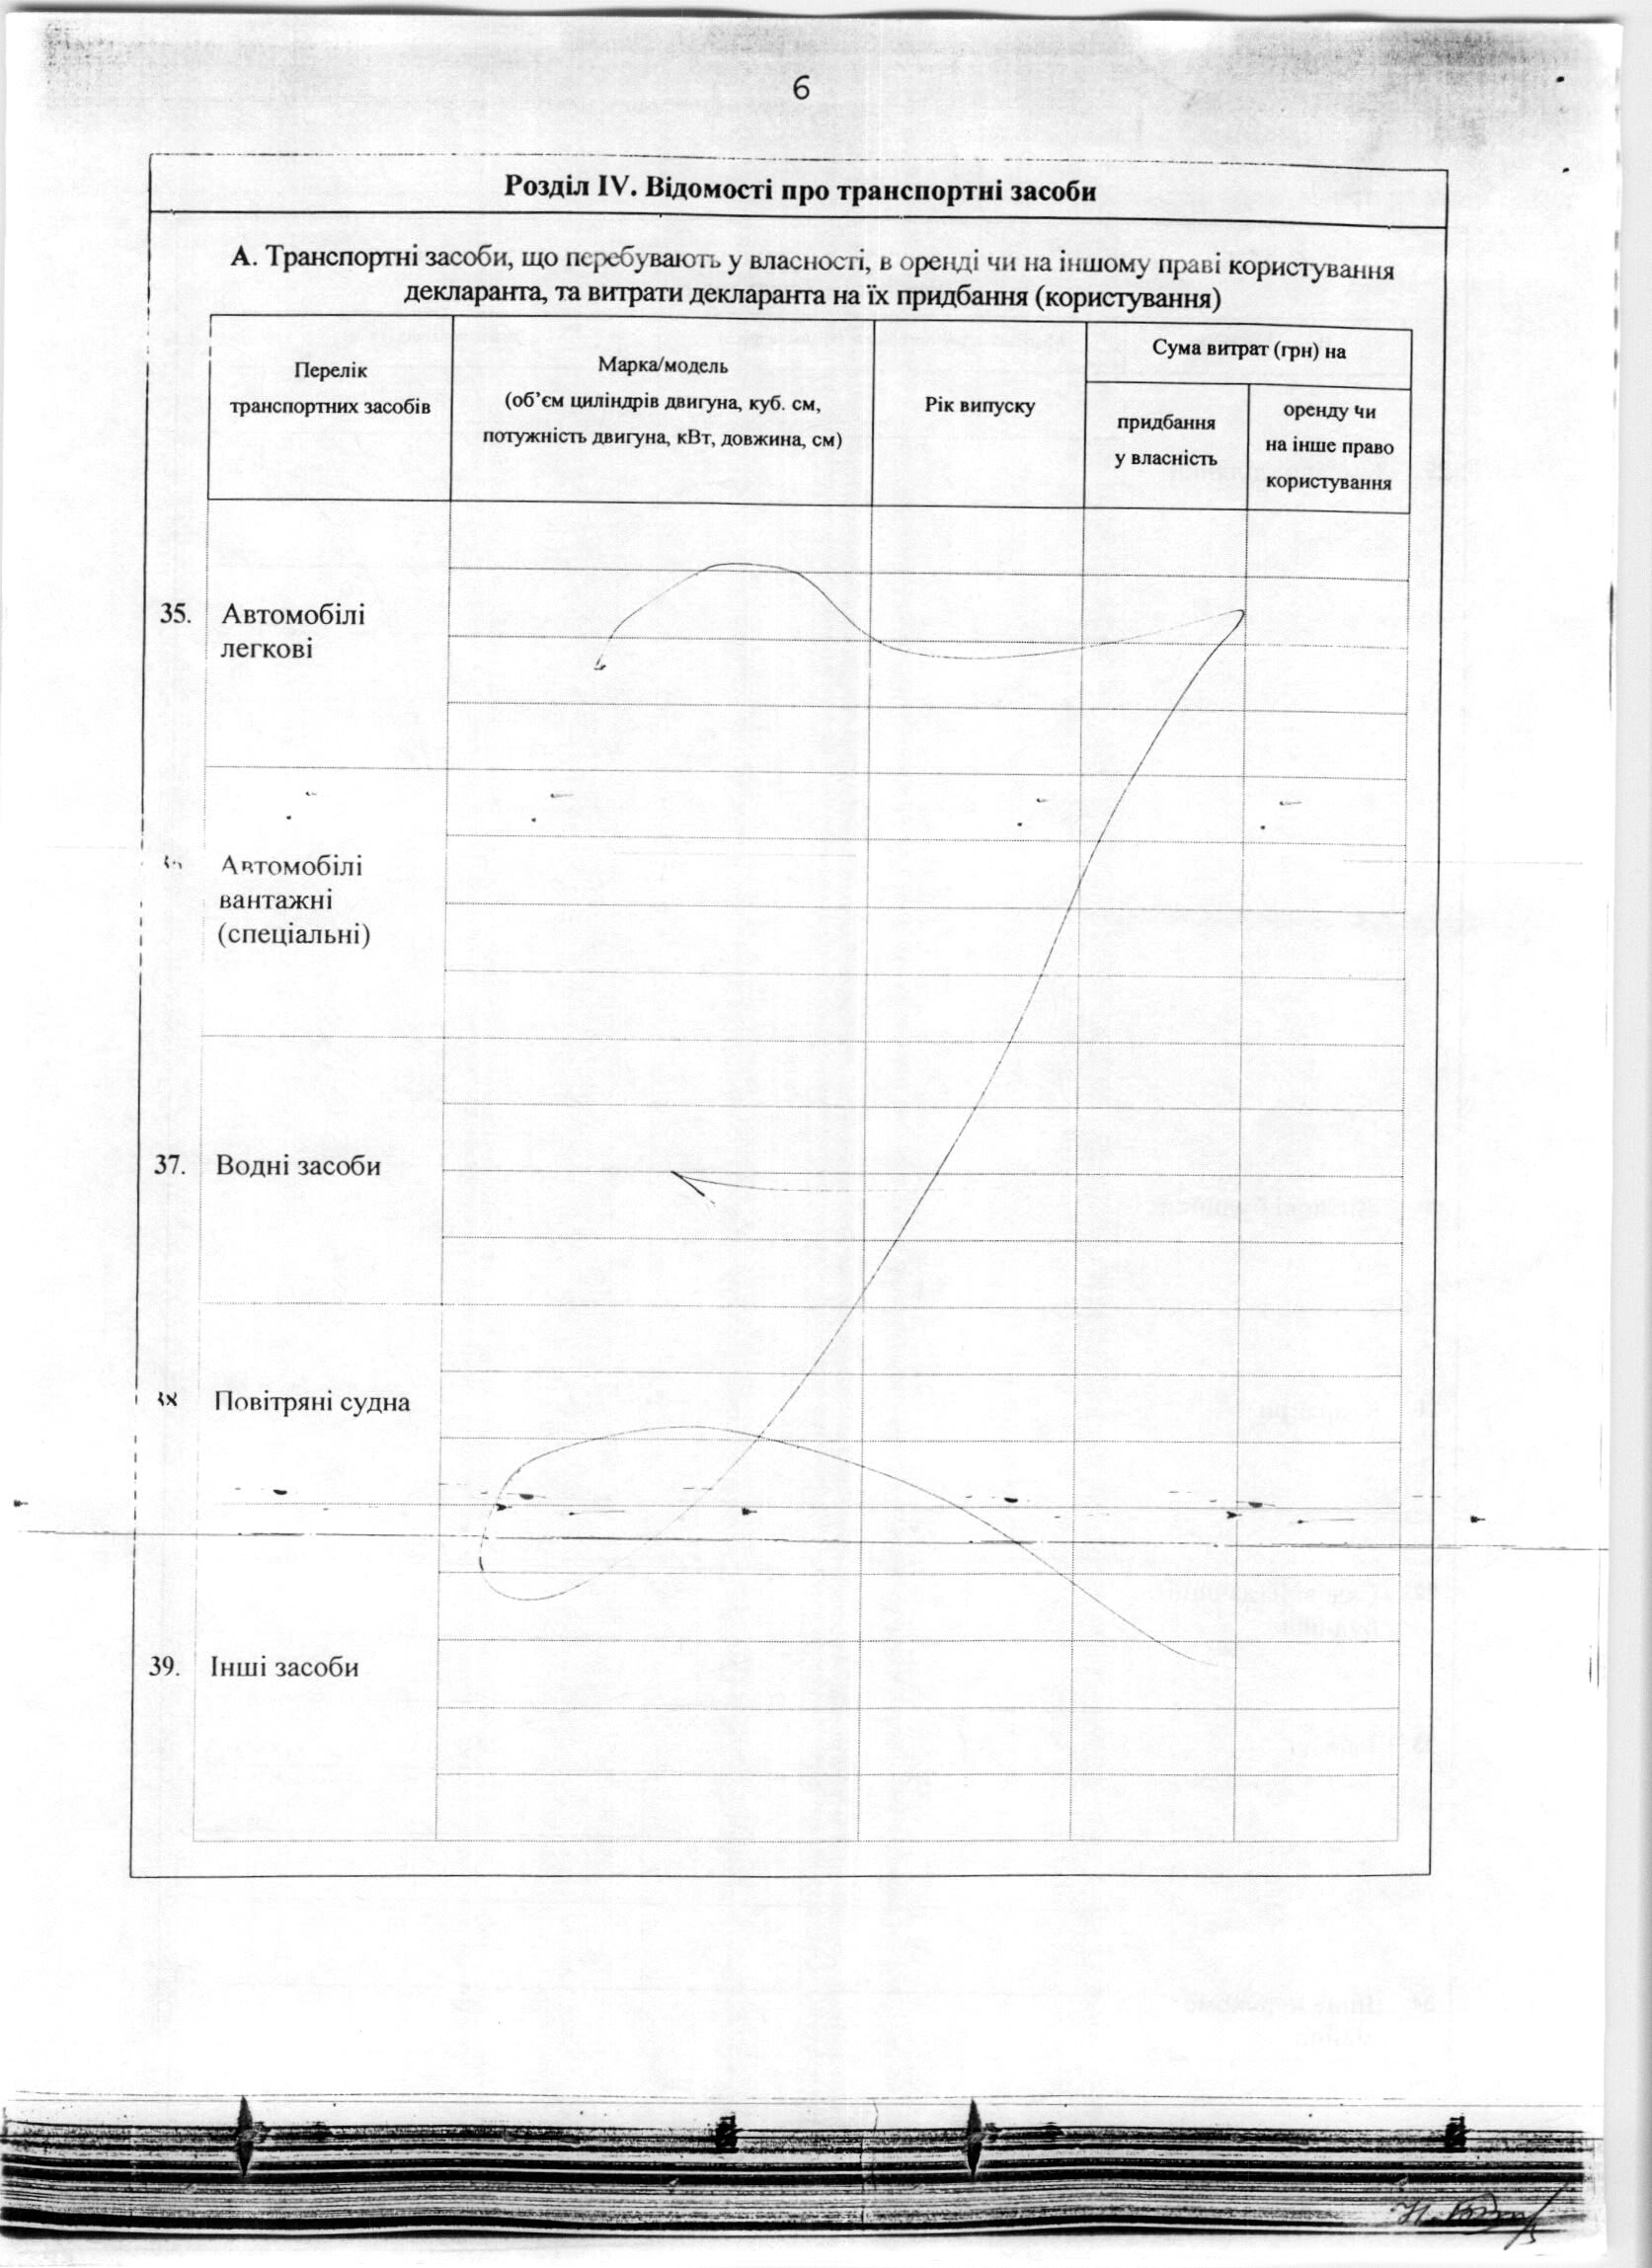 6
Розділ IV. Відомості про транспортні засоби
А. Транспортні засоби, що перебувають у власності, в оренді чи на іншому праві користування
декларанта, та витрати декларанта на їх придбання (користування)
Перелік
транспортних засобів
Марка/модель
(об’єм циліндрів двигуна, куб. см,
потужність двигуна, кВт, довжина, см)
Рік випуску
Сума витрат (грн) на
придбання
у власність
оренду чи
на інше право
користування
35. Автомобілі
легкові
Автомобілі
вантажні
(спеціальні)
37. Водні засоби
38 Повітряні судна
39. Інші засоби